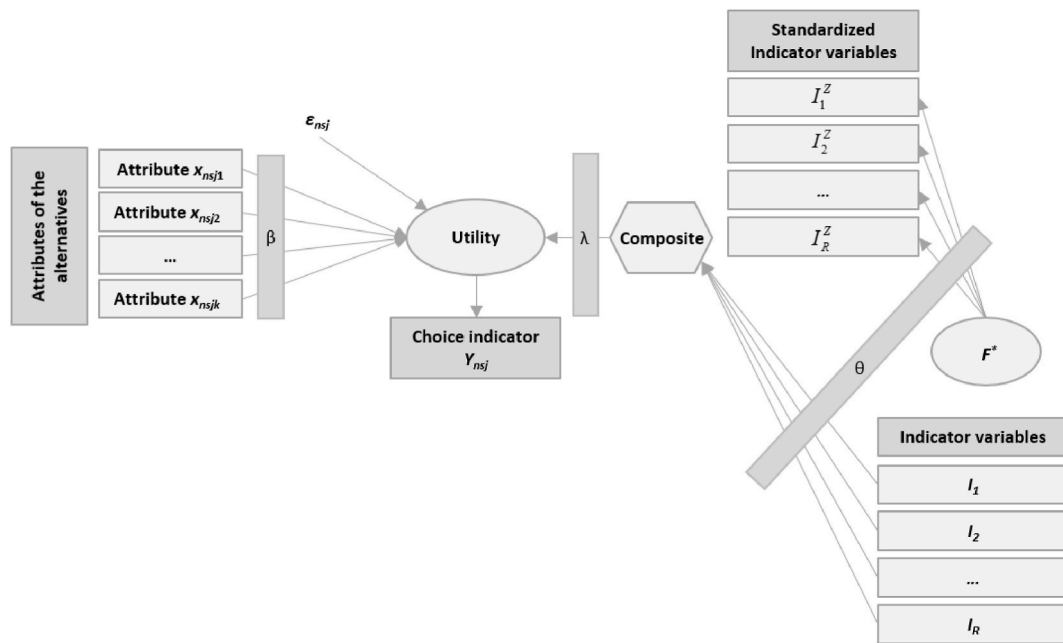 Attributes of the
alternatives
Attribute x_nsj1
Attribute x_nsj2
...
Attribute x_nsjk
β
ε_nsj
Utility
Choice indicator
Y_nsj
λ
Composite
Standardized
Indicator variables
I_1^Z
I_2^Z
...
I_R^Z
θ
F*
Indicator variables
I_1
I_2
...
I_R